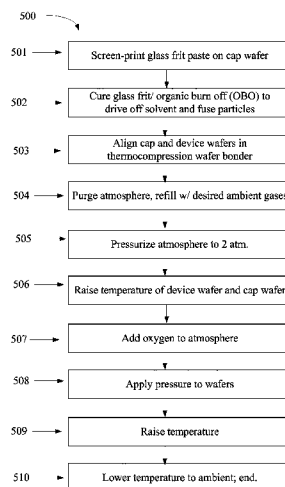 500
501
Screen-print glass frit paste on cap wafer
502
Cure glass frit/ organic burn off (OBO) to
drive off solvent and fuse particles
503
Align cap and device wafers in
thermocompression wafer bonder
504
Purge atmosphere, refill w/ desired ambient gases
505
Pressurize atmosphere to 2 atm.
506
Raise temperature of device wafer and cap wafer
507
Add oxygen to atmosphere
508
Apply pressure to wafers
509
Raise temperature
510
Lower temperature to ambient; end.